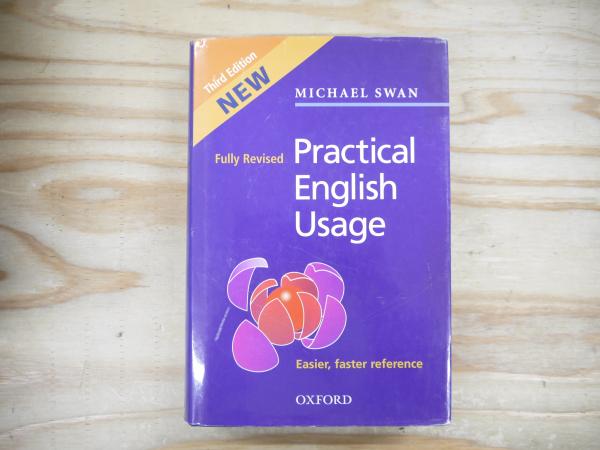 Third Edition
NEW
MICHAEL SWAN
Fully Revised
Practical
English
Usage
Easier, faster reference
OXFORD